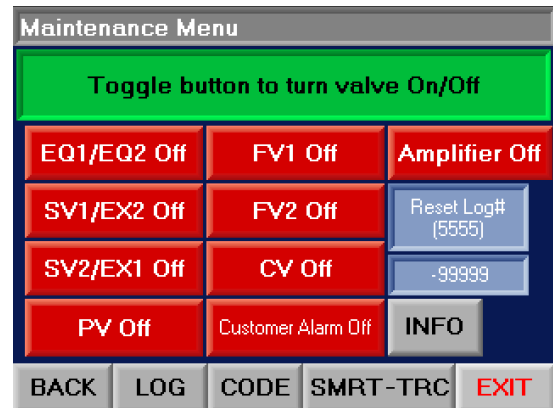 Maintenance Menu
Toggle button to turn valve On/Off
EQ1/EQ2 Off
FV1 Off
Amplifier Off
SV1/EX2 Off
FV2 Off
Reset Log#
(5555)
SV2/EX1 Off
CV Off
-99999
PV Off
Customer Alarm Off
INFO
BACK
LOG
CODE
SMRT-TRC
EXIT